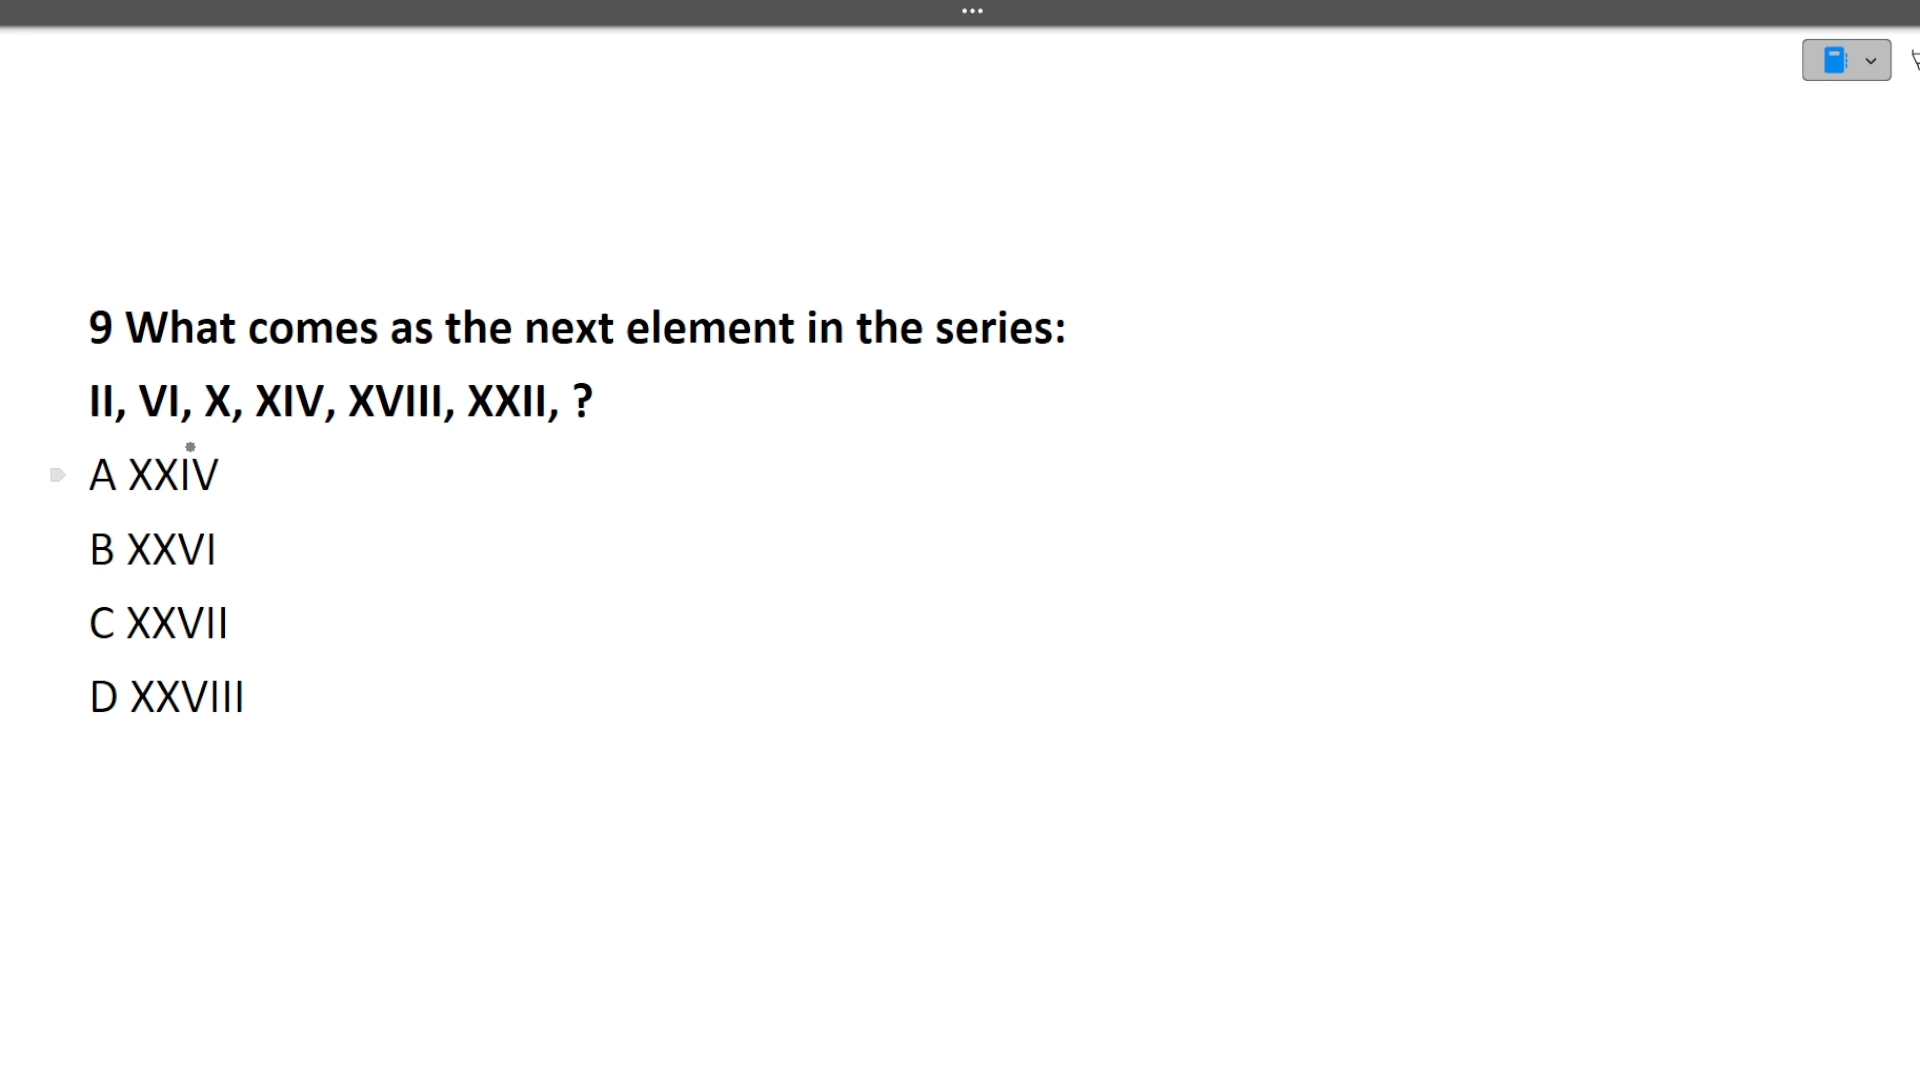 9 What comes as the next element in the series:
II, VI, X, XIV, XVIII, XXII, ?
A XXIV
B XXVI
C XXVII
D XXVIII